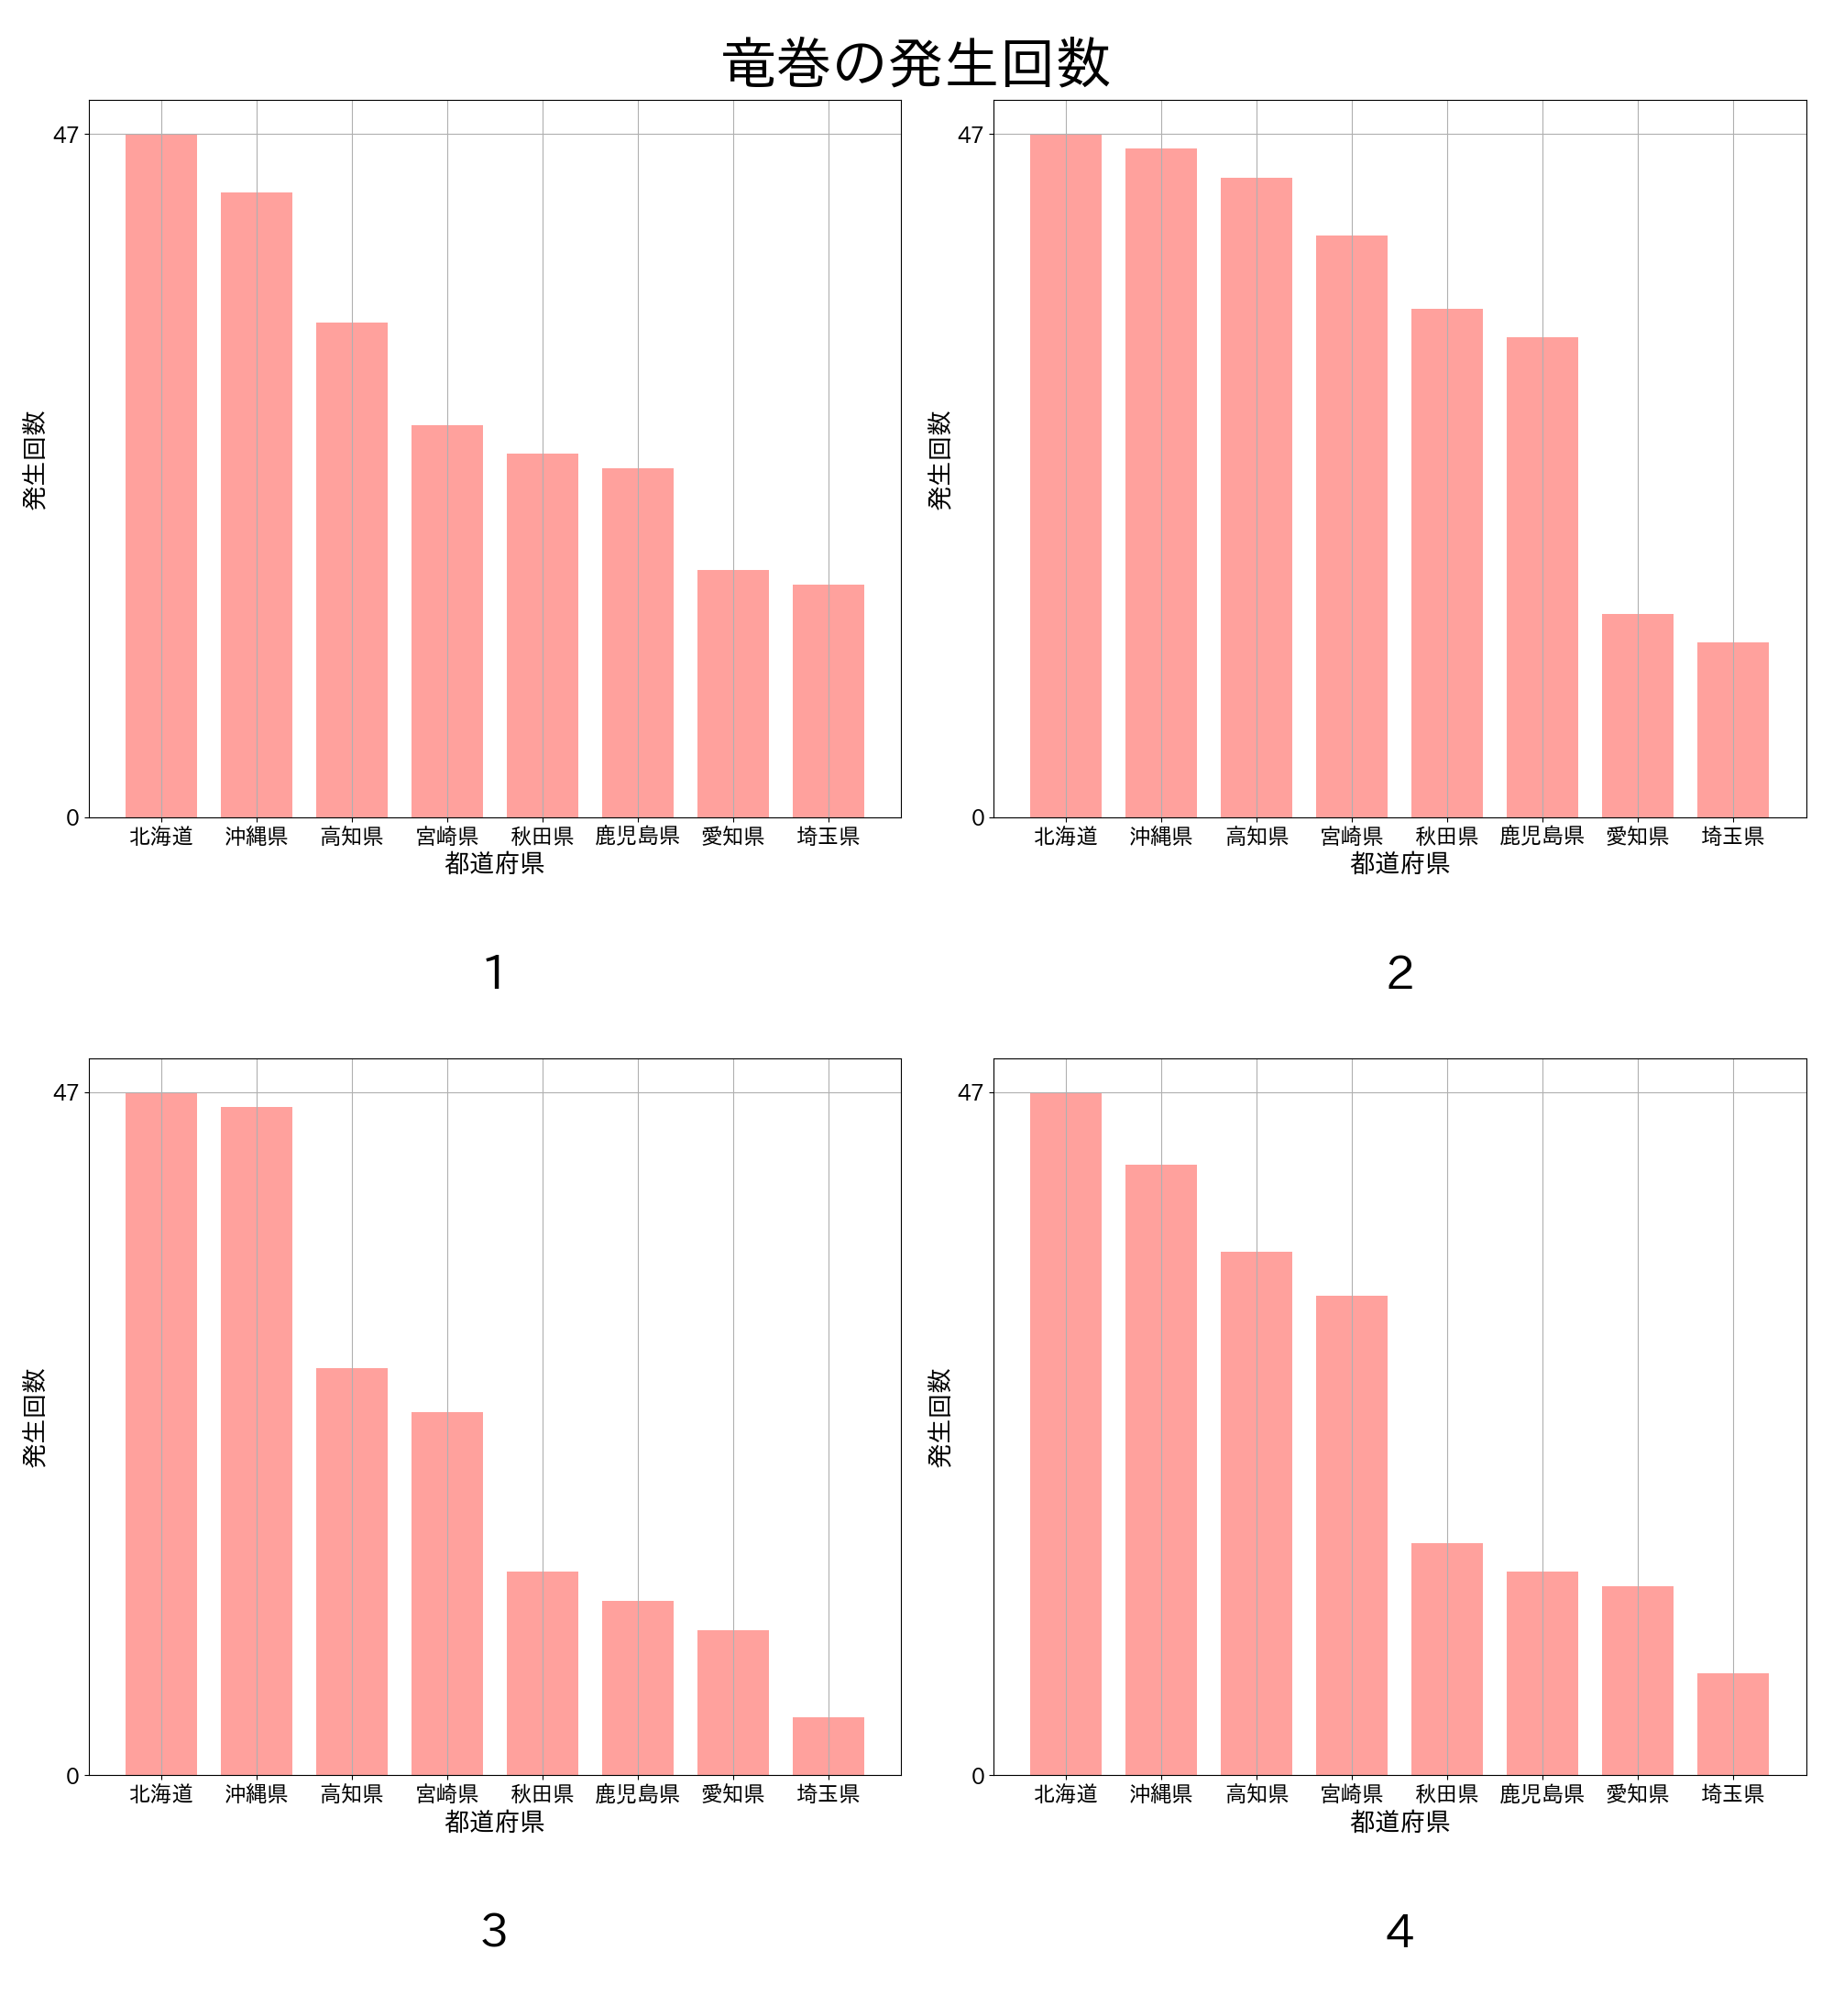 竜巻の発生回数
47
0
発生回数
北海道 沖縄県 高知県 宮崎県 秋田県 鹿児島県 愛知県 埼玉県
都道府県
1
47
0
発生回数
北海道 沖縄県 高知県 宮崎県 秋田県 鹿児島県 愛知県 埼玉県
都道府県
2
47
0
発生回数
北海道 沖縄県 高知県 宮崎県 秋田県 鹿児島県 愛知県 埼玉県
都道府県
3
47
0
発生回数
北海道 沖縄県 高知県 宮崎県 秋田県 鹿児島県 愛知県 埼玉県
都道府県
4